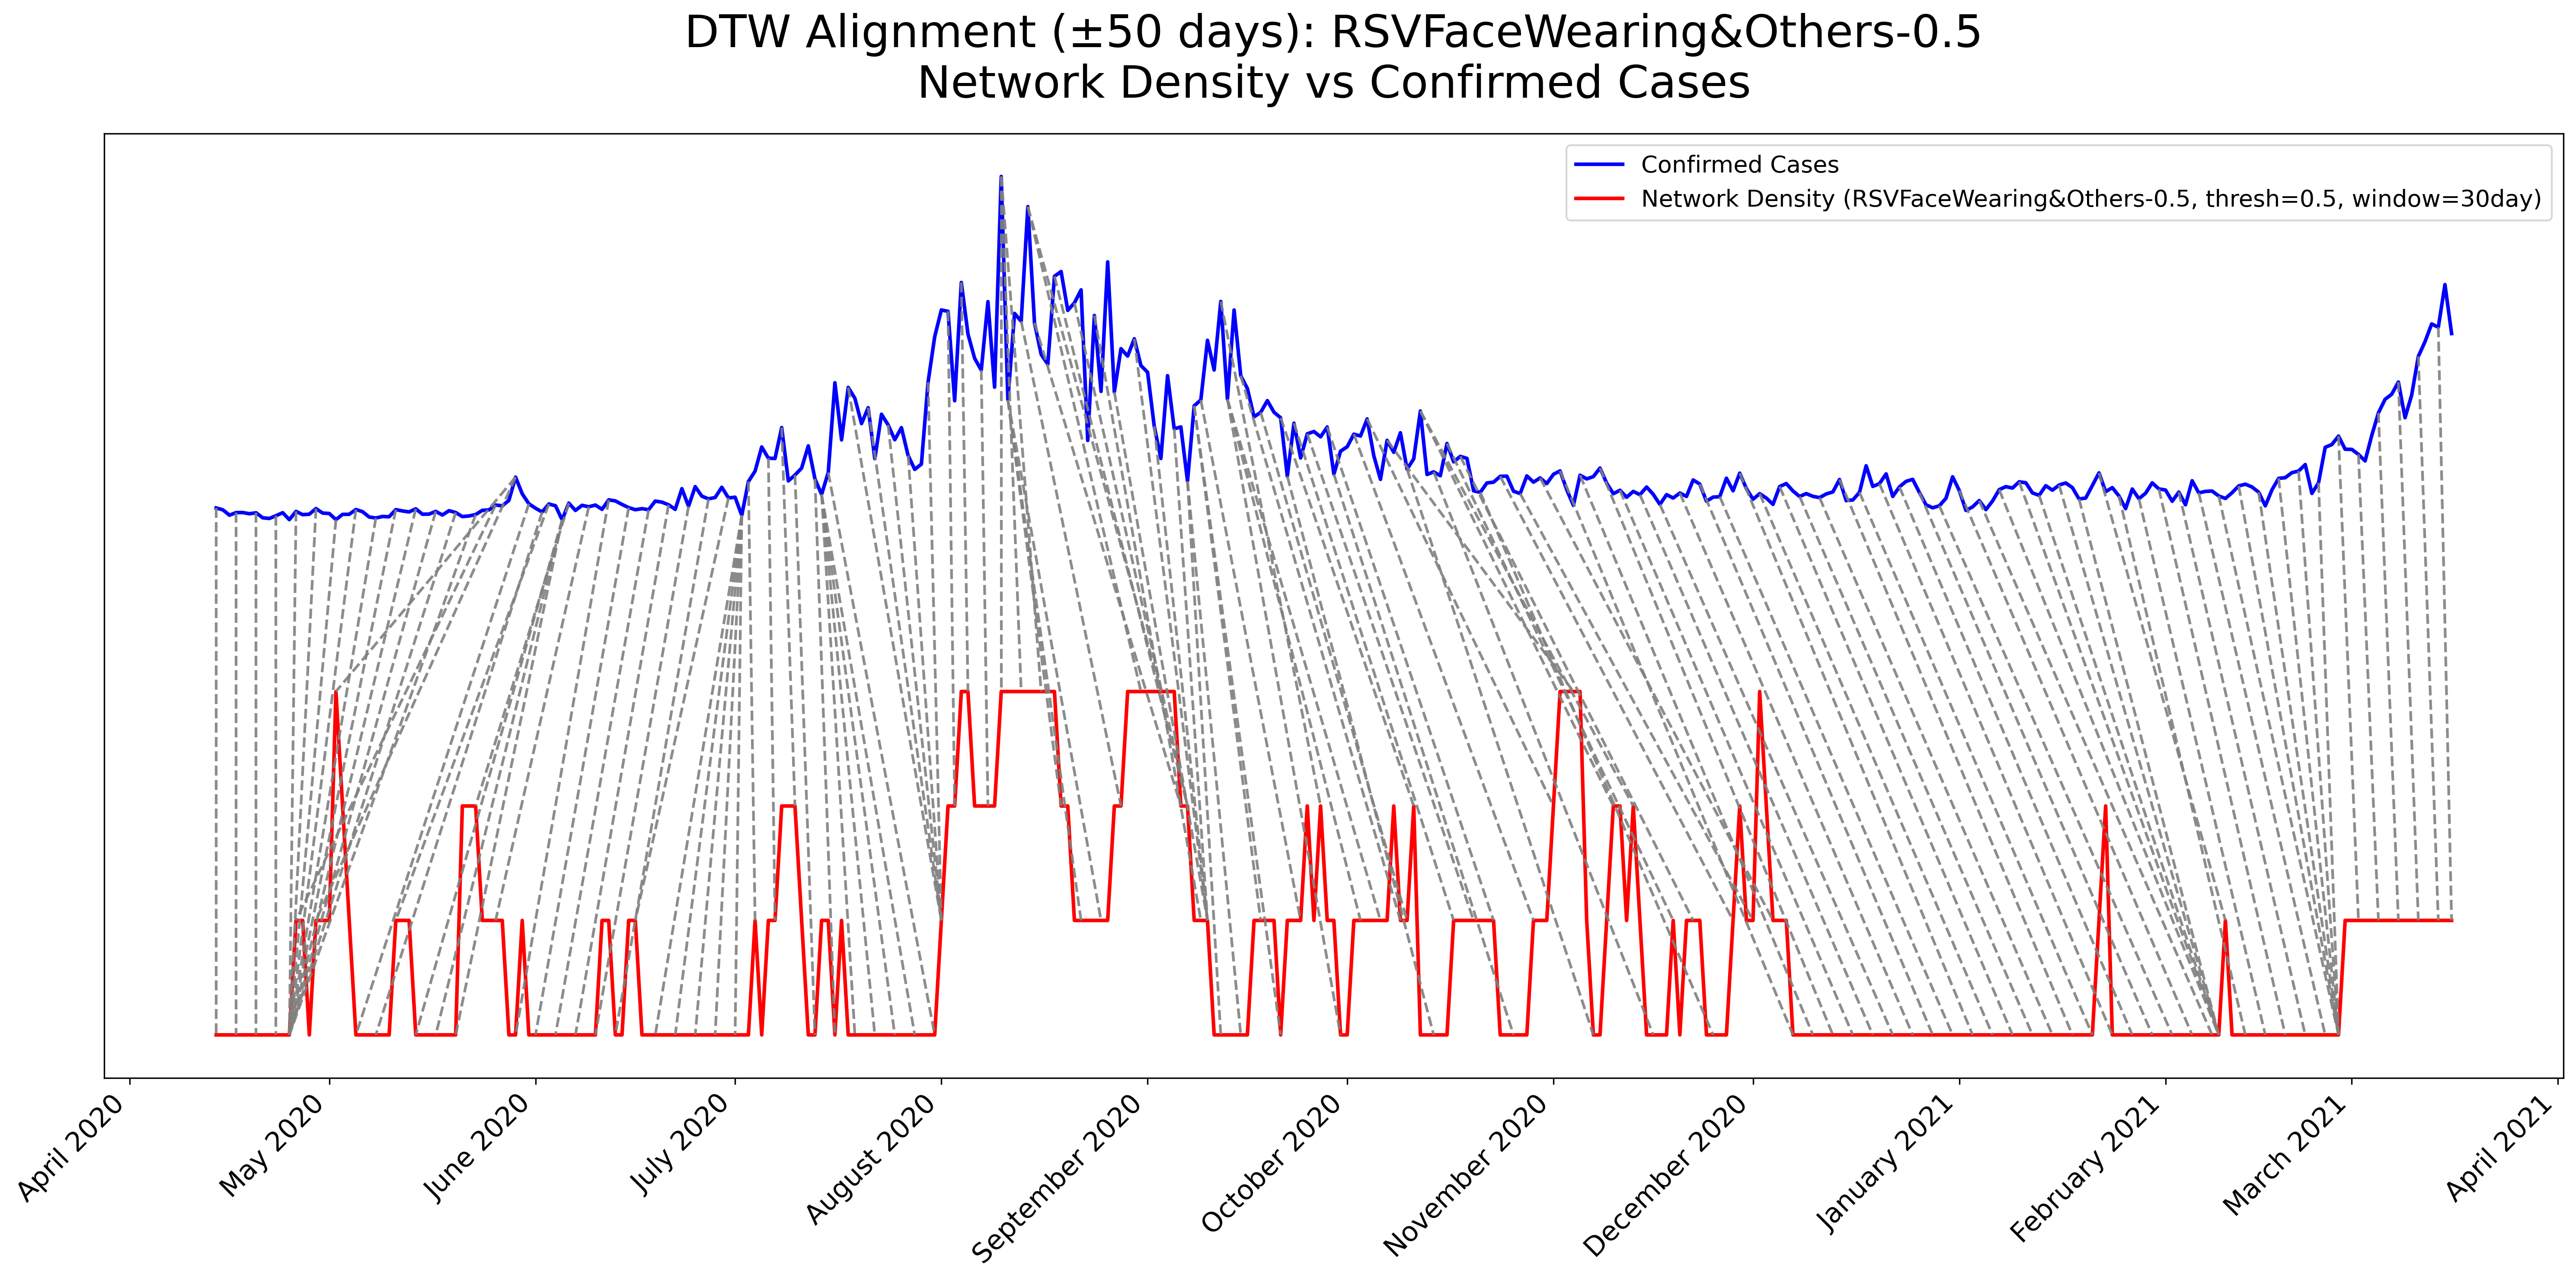 DTW Alignment (±50 days): RSVFaceWearing&Others-0.5
Network Density vs Confirmed Cases
Confirmed Cases
Network Density (RSVFaceWearing&Others-0.5, thresh=0.5, window=30day)
April 2020
May 2020
June 2020
July 2020
August 2020
September 2020
October 2020
November 2020
December 2020
January 2021
February 2021
March 2021
April 2021